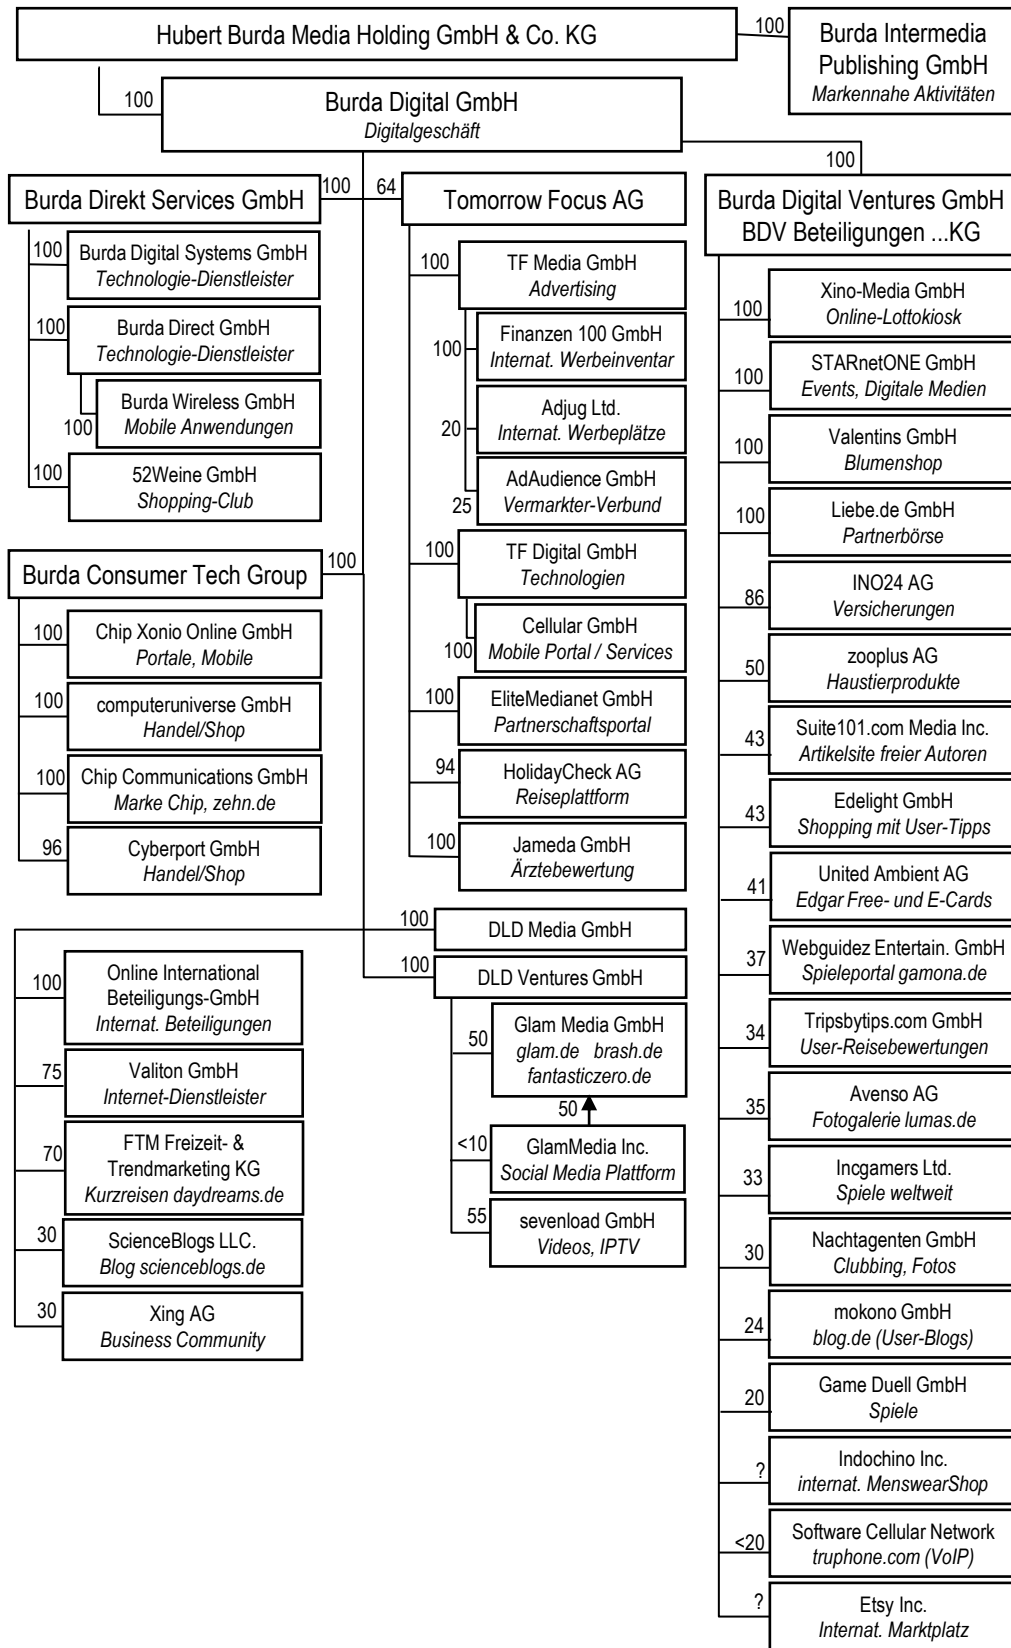 Hubert Burda Media Holding GmbH & Co. KG
100
Burda Intermedia
Publishing GmbH
Markennahe Aktivitäten
100
Burda Digital GmbH
Digitalgeschäft
100
Burda Direkt Services GmbH
100
100
Burda Digital Systems GmbH
Technologie-Dienstleister
100
Burda Direct GmbH
Technologie-Dienstleister
100
Burda Wireless GmbH
Mobile Anwendungen
100
52Weine GmbH
Shopping-Club
Burda Consumer Tech Group
100
100
Chip Xonio Online GmbH
Portale, Mobile
100
computeruniverse GmbH
Handel/Shop
100
Chip Communications GmbH
Marke Chip, zehn.de
96
Cyberport GmbH
Handel/Shop
64
Tomorrow Focus AG
100
TF Media GmbH
Advertising
100
Finanzen 100 GmbH
Internat. Werbeinventar
20
Adjug Ltd.
Internat. Werbeplätze
25
AdAudience GmbH
Vermarkter-Verbund
100
TF Digital GmbH
Technologien
100
Cellular GmbH
Mobile Portal / Services
100
EliteMedianet GmbH
Partnerschaftsportal
94
HolidayCheck AG
Reiseplattform
100
Jameda GmbH
Ärztebewertung
100
DLD Media GmbH
100
Online International
Beteiligungs-GmbH
Internat. Beteiligungen
75
Valiton GmbH
Internet-Dienstleister
70
FTM Freizeit- &
Trendmarketing KG
Kurzreisen daydreams.de
30
ScienceBlogs LLC.
Blog scienceblogs.de
30
Xing AG
Business Community
100
DLD Ventures GmbH
50
Glam Media GmbH
glam.de brash.de
fantasticzero.de
50
<10
GlamMedia Inc.
Social Media Plattform
55
sevenload GmbH
Videos, IPTV
Burda Digital Ventures GmbH
BDV Beteiligungen ...KG
100
Xino-Media GmbH
Online-Lottokiosk
100
STARnetONE GmbH
Events, Digitale Medien
100
Valentins GmbH
Blumenshop
100
Liebe.de GmbH
Partnerbörse
86
INO24 AG
Versicherungen
50
zooplus AG
Haustierprodukte
43
Suite101.com Media Inc.
Artikelsite freier Autoren
43
Edelight GmbH
Shopping mit User-Tipps
41
United Ambient AG
Edgar Free- und E-Cards
37
Webguidez Entertain. GmbH
Spieleportal gamona.de
34
Tripsbytips.com GmbH
User-Reisebewertungen
35
Avenso AG
Fotogalerie lumas.de
33
Incgamers Ltd.
Spiele weltweit
30
Nachtagenten GmbH
Clubbing, Fotos
24
mokono GmbH
blog.de (User-Blogs)
20
Game Duell GmbH
Spiele
?
Indochino Inc.
internat. MenswearShop
<20
Software Cellular Network
truphone.com (VoIP)
?
Etsy Inc.
Internat. Marktplatz